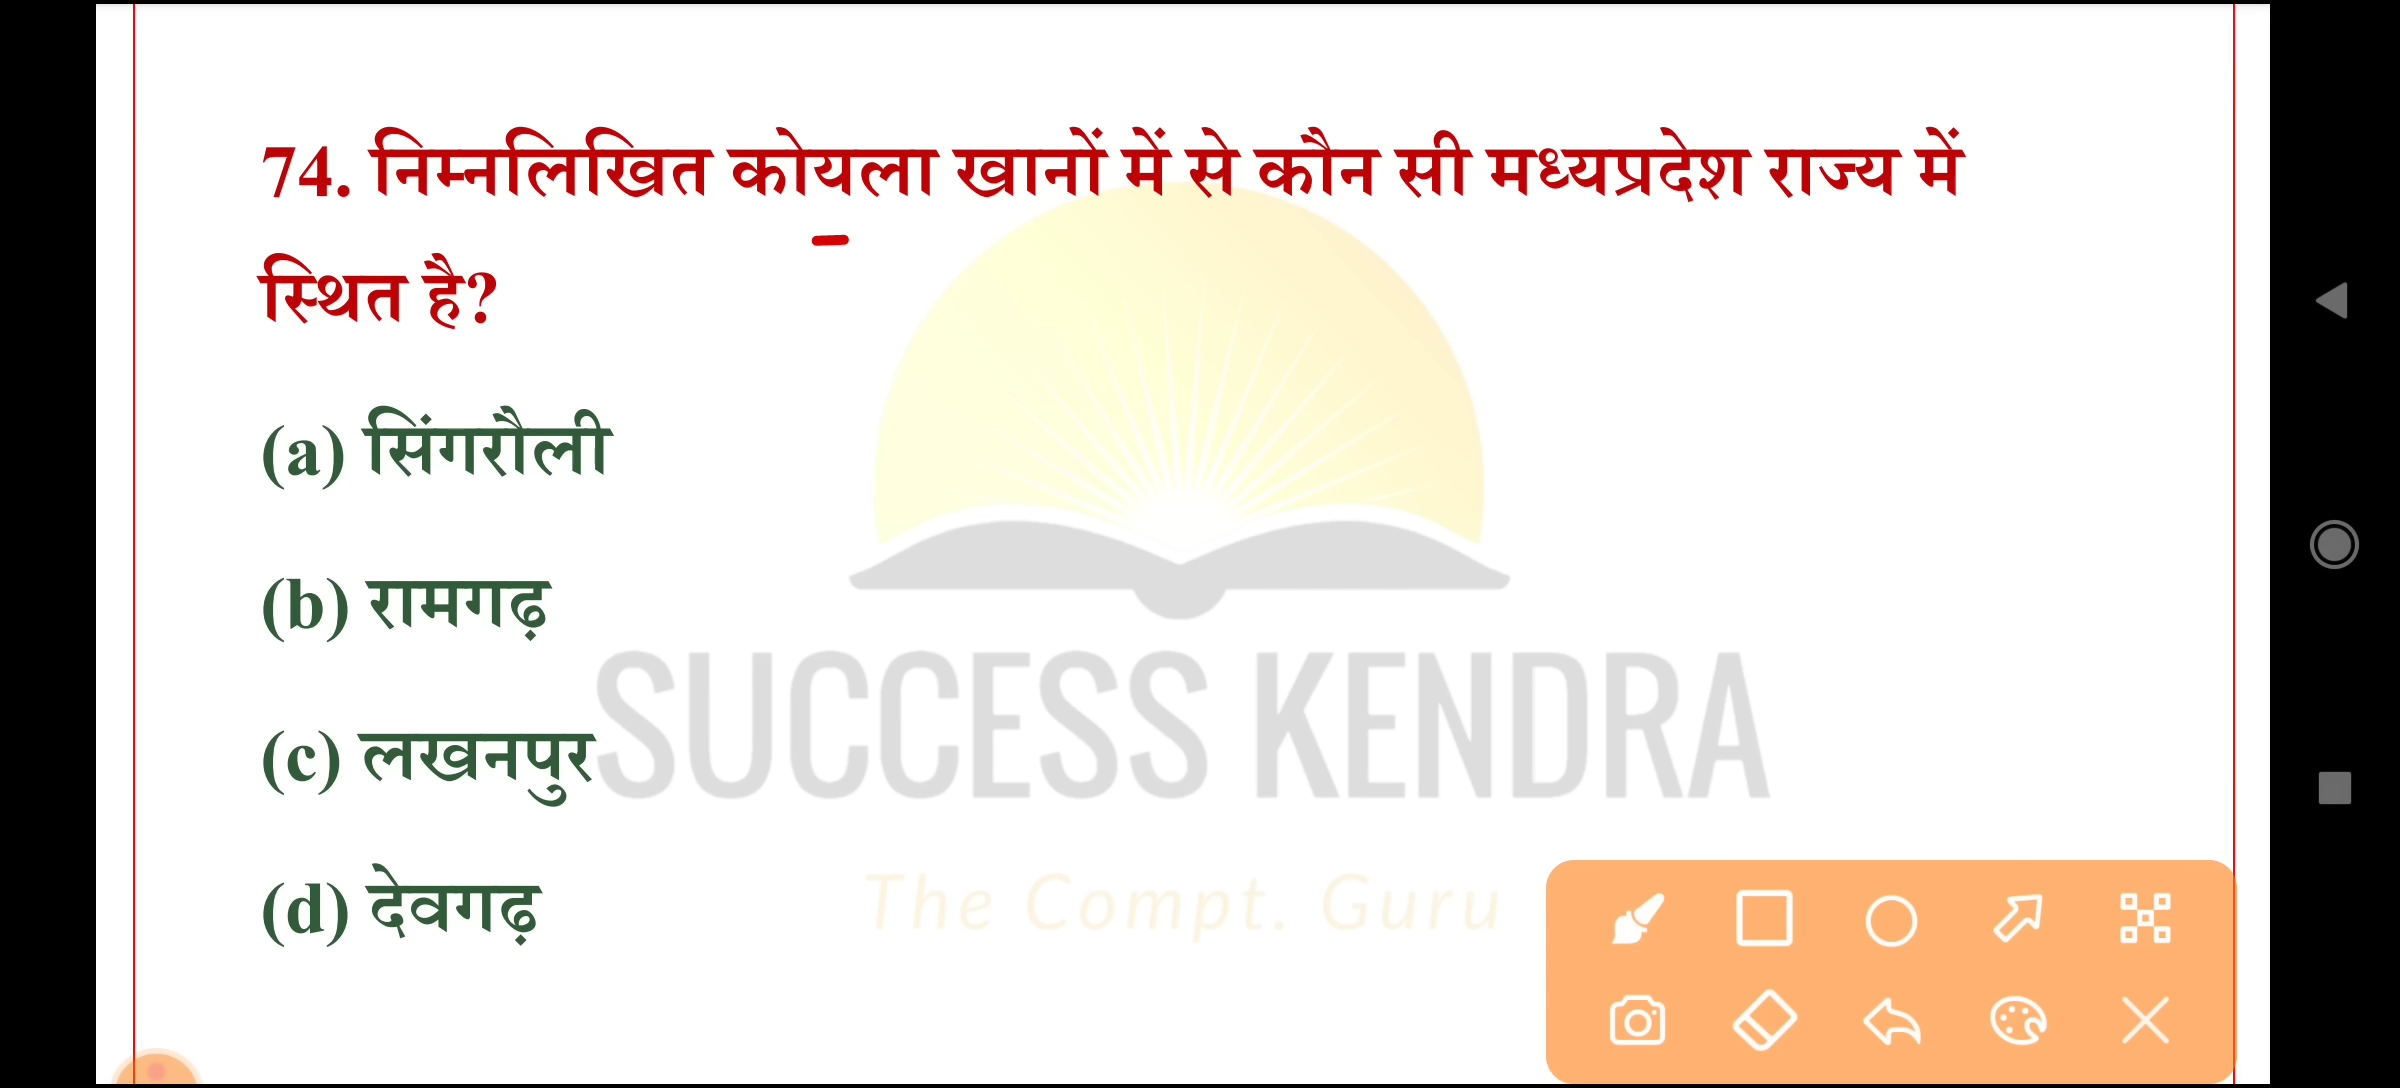 74. निम्नलिखित कोयला खानों में से कौन सी मध्यप्रदेश राज्य में
स्थित है?
(a) सिंगरौली
(b) रामगढ़
(c) लखनपुर
(d) देवगढ़
SUCCESS KENDRA
The Compt. Guru